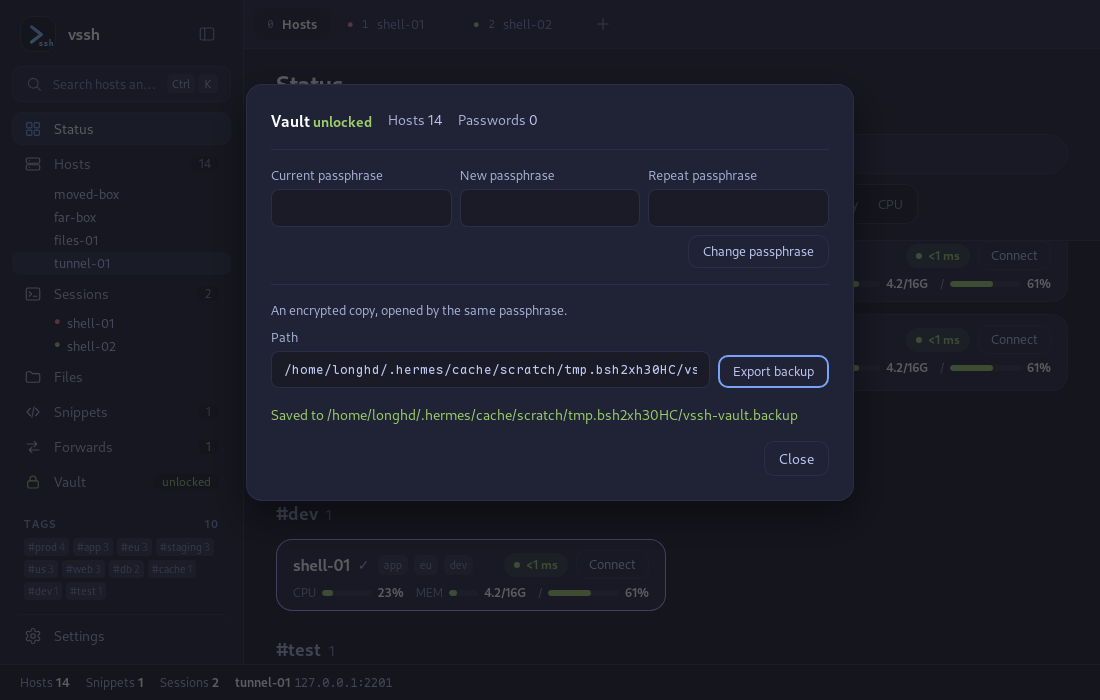 ssh
vssh
0 Hosts
1 shell-01
2 shell-02
Search hosts an... Ctrl K
Status
Status
Hosts 14
moved-box
far-box
files-01
tunnel-01
Sessions 2
shell-01
shell-02
Files
Snippets 1
Forwards 1
Vault unlocked
TAGS 10
#prod 4 #app 3 #eu 3 #staging 3
#us 3 #web 3 #db 2 #cache 1
#dev 1 #test 1
Settings
Vault unlocked Hosts 14 Passwords 0
Current passphrase New passphrase Repeat passphrase
Change passphrase
An encrypted copy, opened by the same passphrase.
Path
/home/longhd/.hermes/cache/scratch/tmp.bsh2xh30HC/vs
Export backup
Saved to /home/longhd/.hermes/cache/scratch/tmp.bsh2xh30HC/vssh-vault.backup
Close
CPU
<1 ms Connect
4.2/16G / 61%
<1 ms Connect
4.2/16G / 61%
#dev 1
shell-01 ✓ app eu dev <1 ms Connect
CPU 23% MEM 4.2/16G / 61%
#test 1
Hosts 14 Snippets 1 Sessions 2 tunnel-01 127.0.0.1:2201